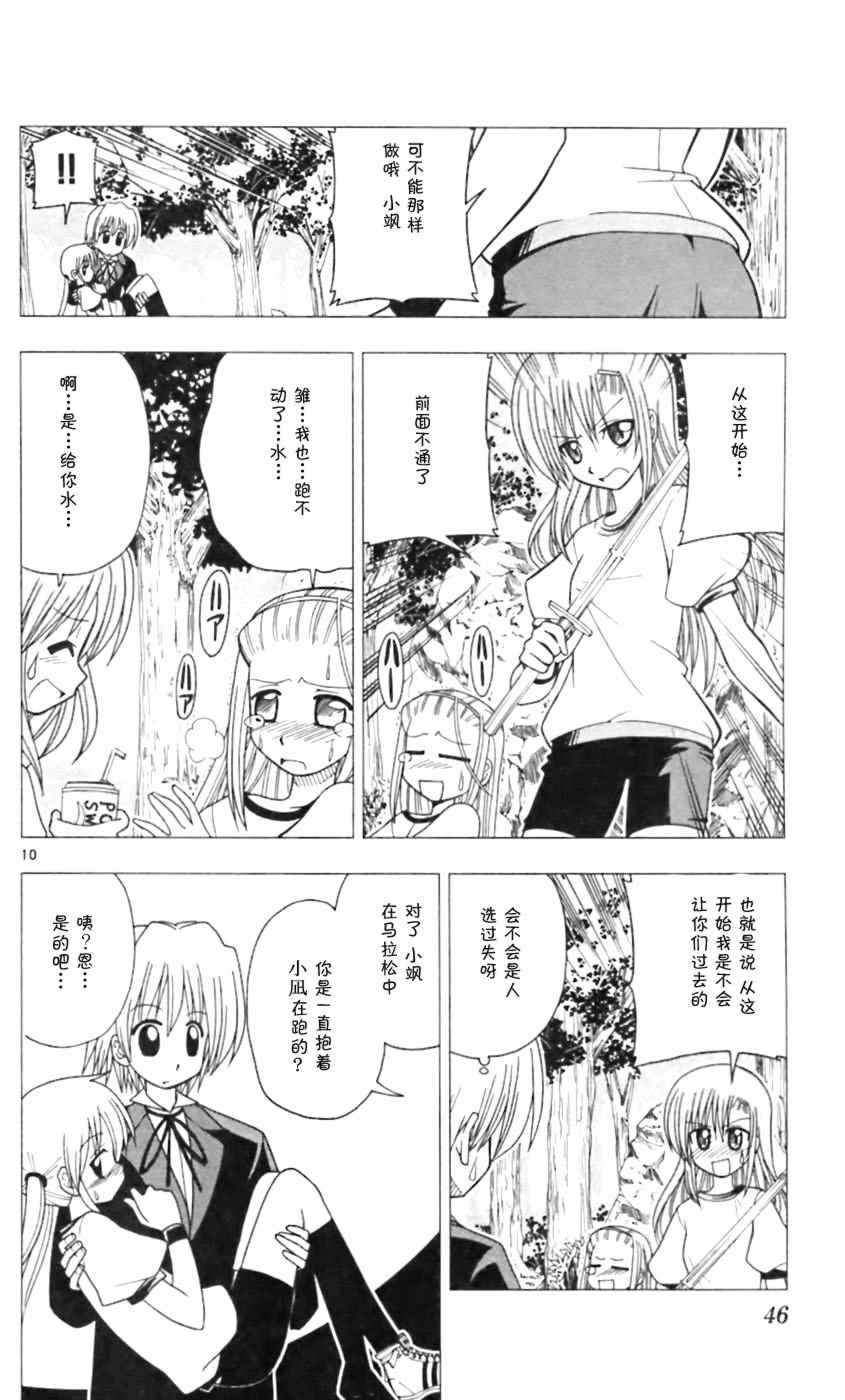 可不能那样
做哦 小飒
!!
从这开始…
前面不通了
ハー
ハー
雏…我也…跑不
动了…水…
ハァ
ハァ
啊…是…给你
水…
10
也就是说 从这
开始我是不会
让你们过去的
会不会是人
选过失呀
对了 小飒
在马拉松中
你是一直抱着
小凪在跑的?
咦?恩…
是的吧…
46